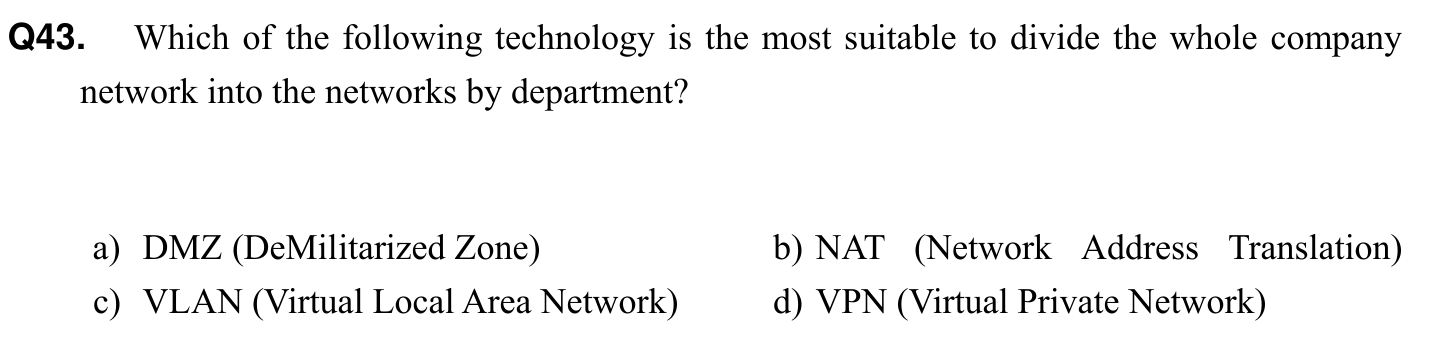 Q43. Which of the following technology is the most suitable to divide the whole company
network into the networks by department?
a) DMZ (DeMilitarized Zone) b) NAT (Network Address Translation)
c) VLAN (Virtual Local Area Network) d) VPN (Virtual Private Network)